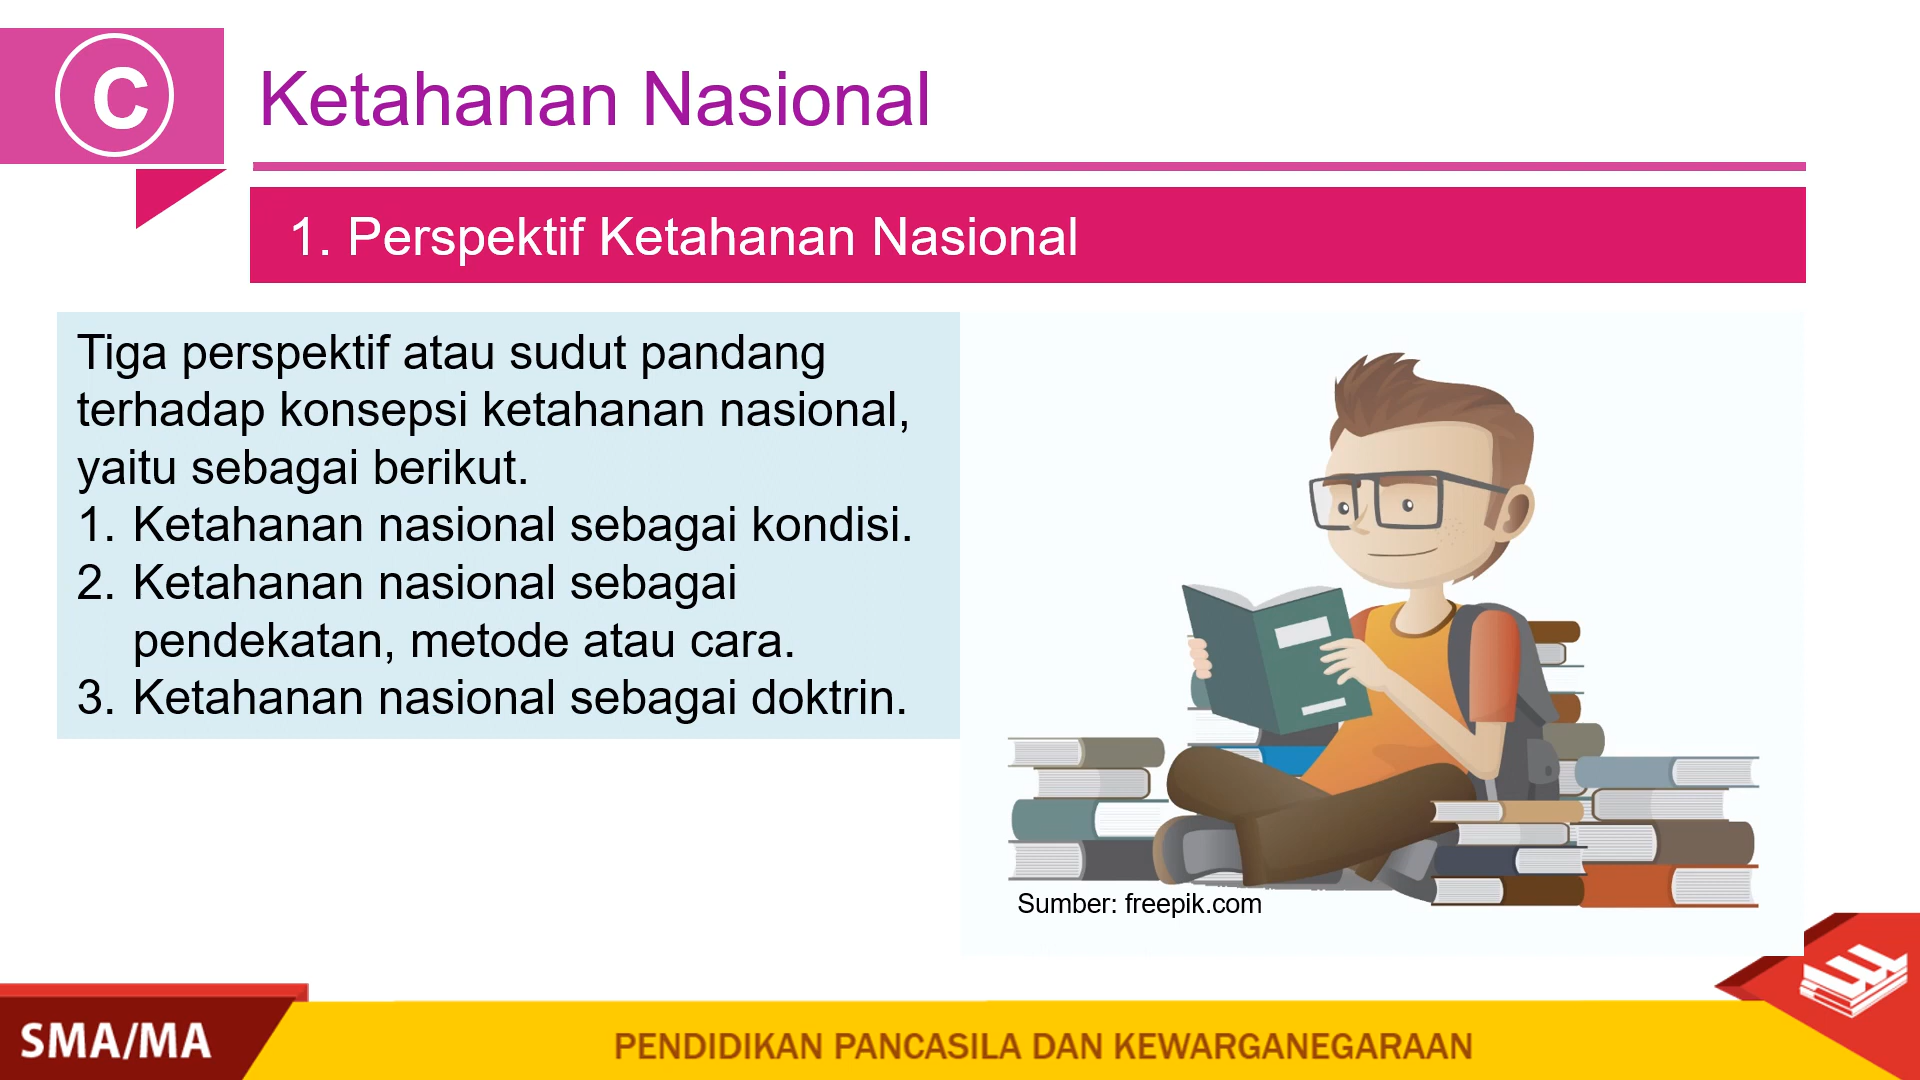 C
Ketahanan Nasional
1. Perspektif Ketahanan Nasional
Tiga perspektif atau sudut pandang
terhadap konsepsi ketahanan nasional,
yaitu sebagai berikut.
1. Ketahanan nasional sebagai kondisi.
2. Ketahanan nasional sebagai
pendekatan, metode atau cara.
3. Ketahanan nasional sebagai doktrin.
Sumber: freepik.com
SMA/MA
PENDIDIKAN PANCASILA DAN KEWARGANEGARAAN